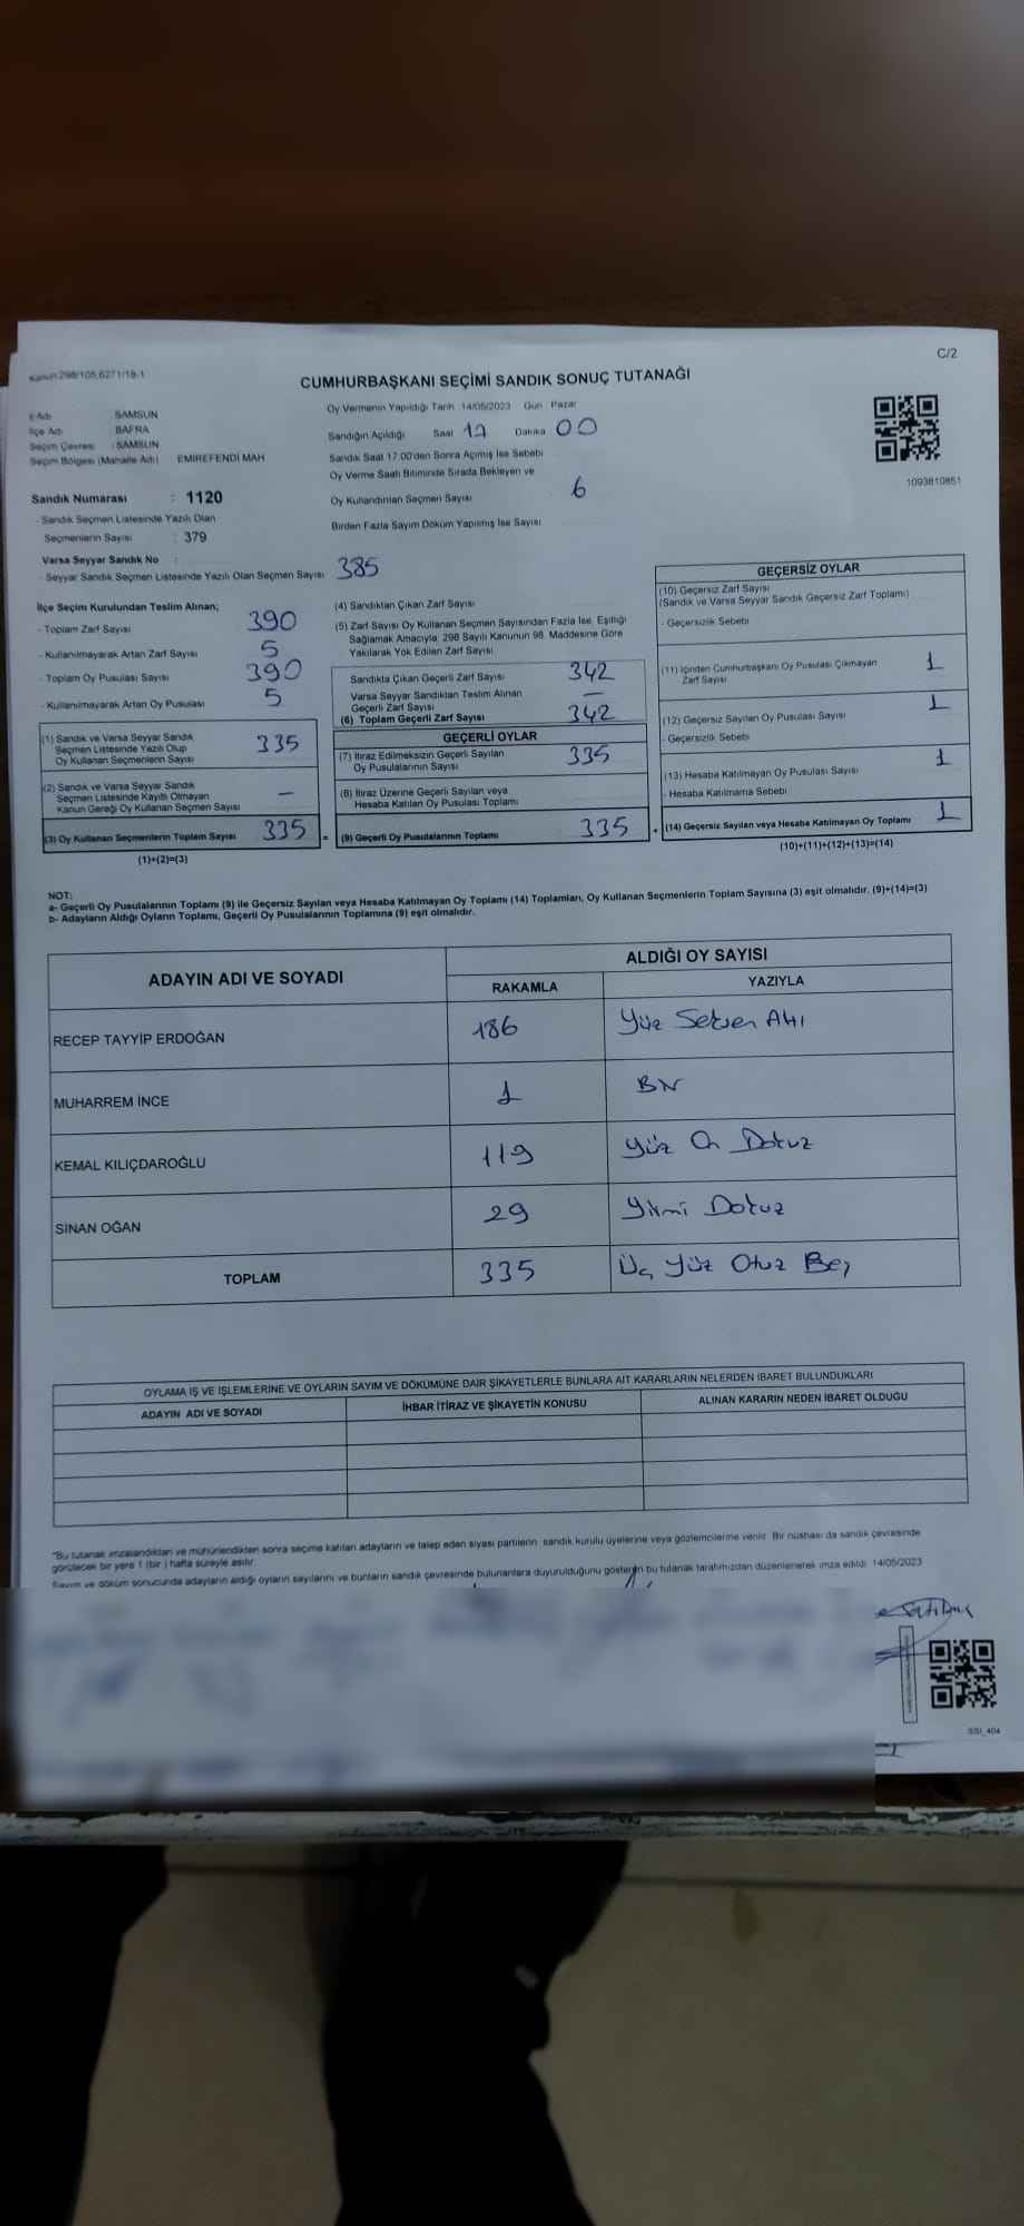 Kanun:298/105,6271/18-1
C/2
CUMHURBAŞKANI SEÇİMİ SANDIK SONUÇ TUTANAĞI
İl Adı : SAMSUN
İlçe Adı : BAFRA
Seçim Çevresi : SAMSUN
Seçim Bölgesi (Mahalle Adı) EMİREFENDİ MAH
Sandık Numarası : 1120
- Sandık Seçmen Listesinde Yazılı Olan
Seçmenlerin Sayısı : 379
Varsa Seyyar Sandık No :
- Seyyar Sandık Seçmen Listesinde Yazılı Olan Seçmen Sayısı 385
Oy Vermenin Yapıldığı Tarih :14/05/2023 Gün : Pazar
Sandığın Açıldığı Saat 17 Dakika 00
Sandık Saat 17:00'den Sonra Açılmış İse Sebebi
Oy Verme Saati Bitiminde Sırada Bekleyen ve
Oy Kullandırılan Seçmen Sayısı 6
Birden Fazla Sayım Döküm Yapılmış İse Sayısı
1093810861
İlçe Seçim Kurulundan Teslim Alınan;
- Toplam Zarf Sayısı 390
- Kullanılmayarak Artan Zarf Sayısı 5
- Toplam Oy Pusulası Sayısı 390
- Kullanılmayarak Artan Oy Pusulası 5
(1) Sandık ve Varsa Seyyar Sandık
Seçmen Listesinde Yazılı Olup
Oy Kullanan Seçmenlerin Sayısı 335
(2) Sandık ve Varsa Seyyar Sandık
Seçmen Listesinde Kayıtlı Olmayan
Kanun Gereği Oy Kullanan Seçmen Sayısı –
(3) Oy Kullanan Seçmenlerin Toplam Sayısı 335 =
(1)+(2)=(3)
(4) Sandıktan Çıkan Zarf Sayısı
(5) Zarf Sayısı Oy Kullanan Seçmen Sayısından Fazla İse, Eşitliği
Sağlamak Amacıyla, 298 Sayılı Kanunun 98. Maddesine Göre
Yakılarak Yok Edilen Zarf Sayısı
Sandıkta Çıkan Geçerli Zarf Sayısı 342
Varsa Seyyar Sandıktan Teslim Alınan
Geçerli Zarf Sayısı –
(6) Toplam Geçerli Zarf Sayısı 342
GEÇERLİ OYLAR
(7) İtiraz Edilmeksizin Geçerli Sayılan
Oy Pusulalarının Sayısı 335
(8) İtiraz Üzerine Geçerli Sayılan veya
Hesaba Katılan Oy Pusulası Toplamı
(9) Geçerli Oy Pusulalarının Toplamı 335 +
GEÇERSİZ OYLAR
(10) Geçersiz Zarf Sayısı
(Sandık ve Varsa Seyyar Sandık Geçersiz Zarf Toplamı)
- Geçersizlik Sebebi
(11) İçinden Cumhurbaşkanı Oy Pusulası Çıkmayan
Zarf Sayısı 1
(12) Geçersiz Sayılan Oy Pusulası Sayısı 1
- Geçersizlik Sebebi
(13) Hesaba Katılmayan Oy Pusulası Sayısı 1
- Hesaba Katılmama Sebebi
(14) Geçersiz Sayılan veya Hesaba Katılmayan Oy Toplamı 1
(10)+(11)+(12)+(13)=(14)
NOT:
a- Geçerli Oy Pusulalarının Toplamı (9) ile Geçersiz Sayılan veya Hesaba Katılmayan Oy Toplamı (14) Toplamları, Oy Kullanan Seçmenlerin Toplam Sayısına (3) eşit olmalıdır. (9)+(14)=(3)
b- Adayların Aldığı Oyların Toplamı, Geçerli Oy Pusulalarının Toplamına (9) eşit olmalıdır.
ADAYIN ADI VE SOYADI
ALDIĞI OY SAYISI
RAKAMLA YAZIYLA
RECEP TAYYİP ERDOĞAN 186 Yüz Seksen Altı
MUHARREM İNCE 1 Bir
KEMAL KILIÇDAROĞLU 119 Yüz On Dokuz
SİNAN OĞAN 29 Yirmi Dokuz
TOPLAM 335 Üç Yüz Otuz Beş
OYLAMA İŞ VE İŞLEMLERİNE VE OYLARIN SAYIM VE DÖKÜMÜNE DAİR ŞİKAYETLERLE BUNLARA AİT KARARLARIN NELERDEN İBARET BULUNDUKLARI
ADAYIN ADI VE SOYADI İHBAR İTİRAZ VE ŞİKAYETİN KONUSU ALINAN KARARIN NEDEN İBARET OLDUĞU
"Bu tutanak imzalandıktan ve mühürlendikten sonra seçime katılan adayların ve talep eden siyasi partilerin sandık kurulu üyelerine veya gözlemcilerine verilir. Bir nüshası da sandık çevresinde
görülecek bir yere 1 (bir) hafta süreyle asılır.
Sayım ve döküm sonucunda adayların aldığı oyların sayılarını ve bunların sandık çevresinde bulunanlara duyurulduğunu gösteren bu tutanak tarafımızdan düzenlenerek imza edildi. 14/05/2023
SSI_404